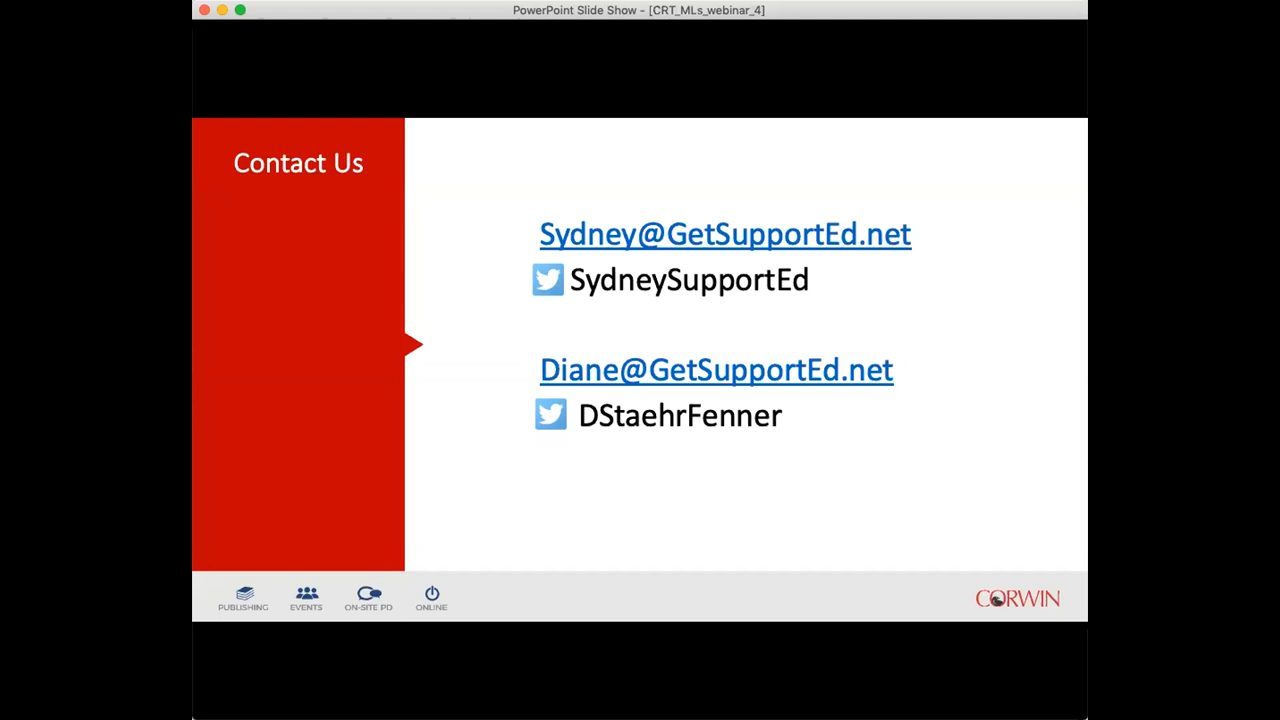 PowerPoint Slide Show - [CRT_MLs_webinar_4]
Contact Us
Sydney@GetSupportEd.net
SydneySupportEd
Diane@GetSupportEd.net
DStaehrFenner
PUBLISHING
EVENTS
ON-SITE PD
ONLINE
CORWIN